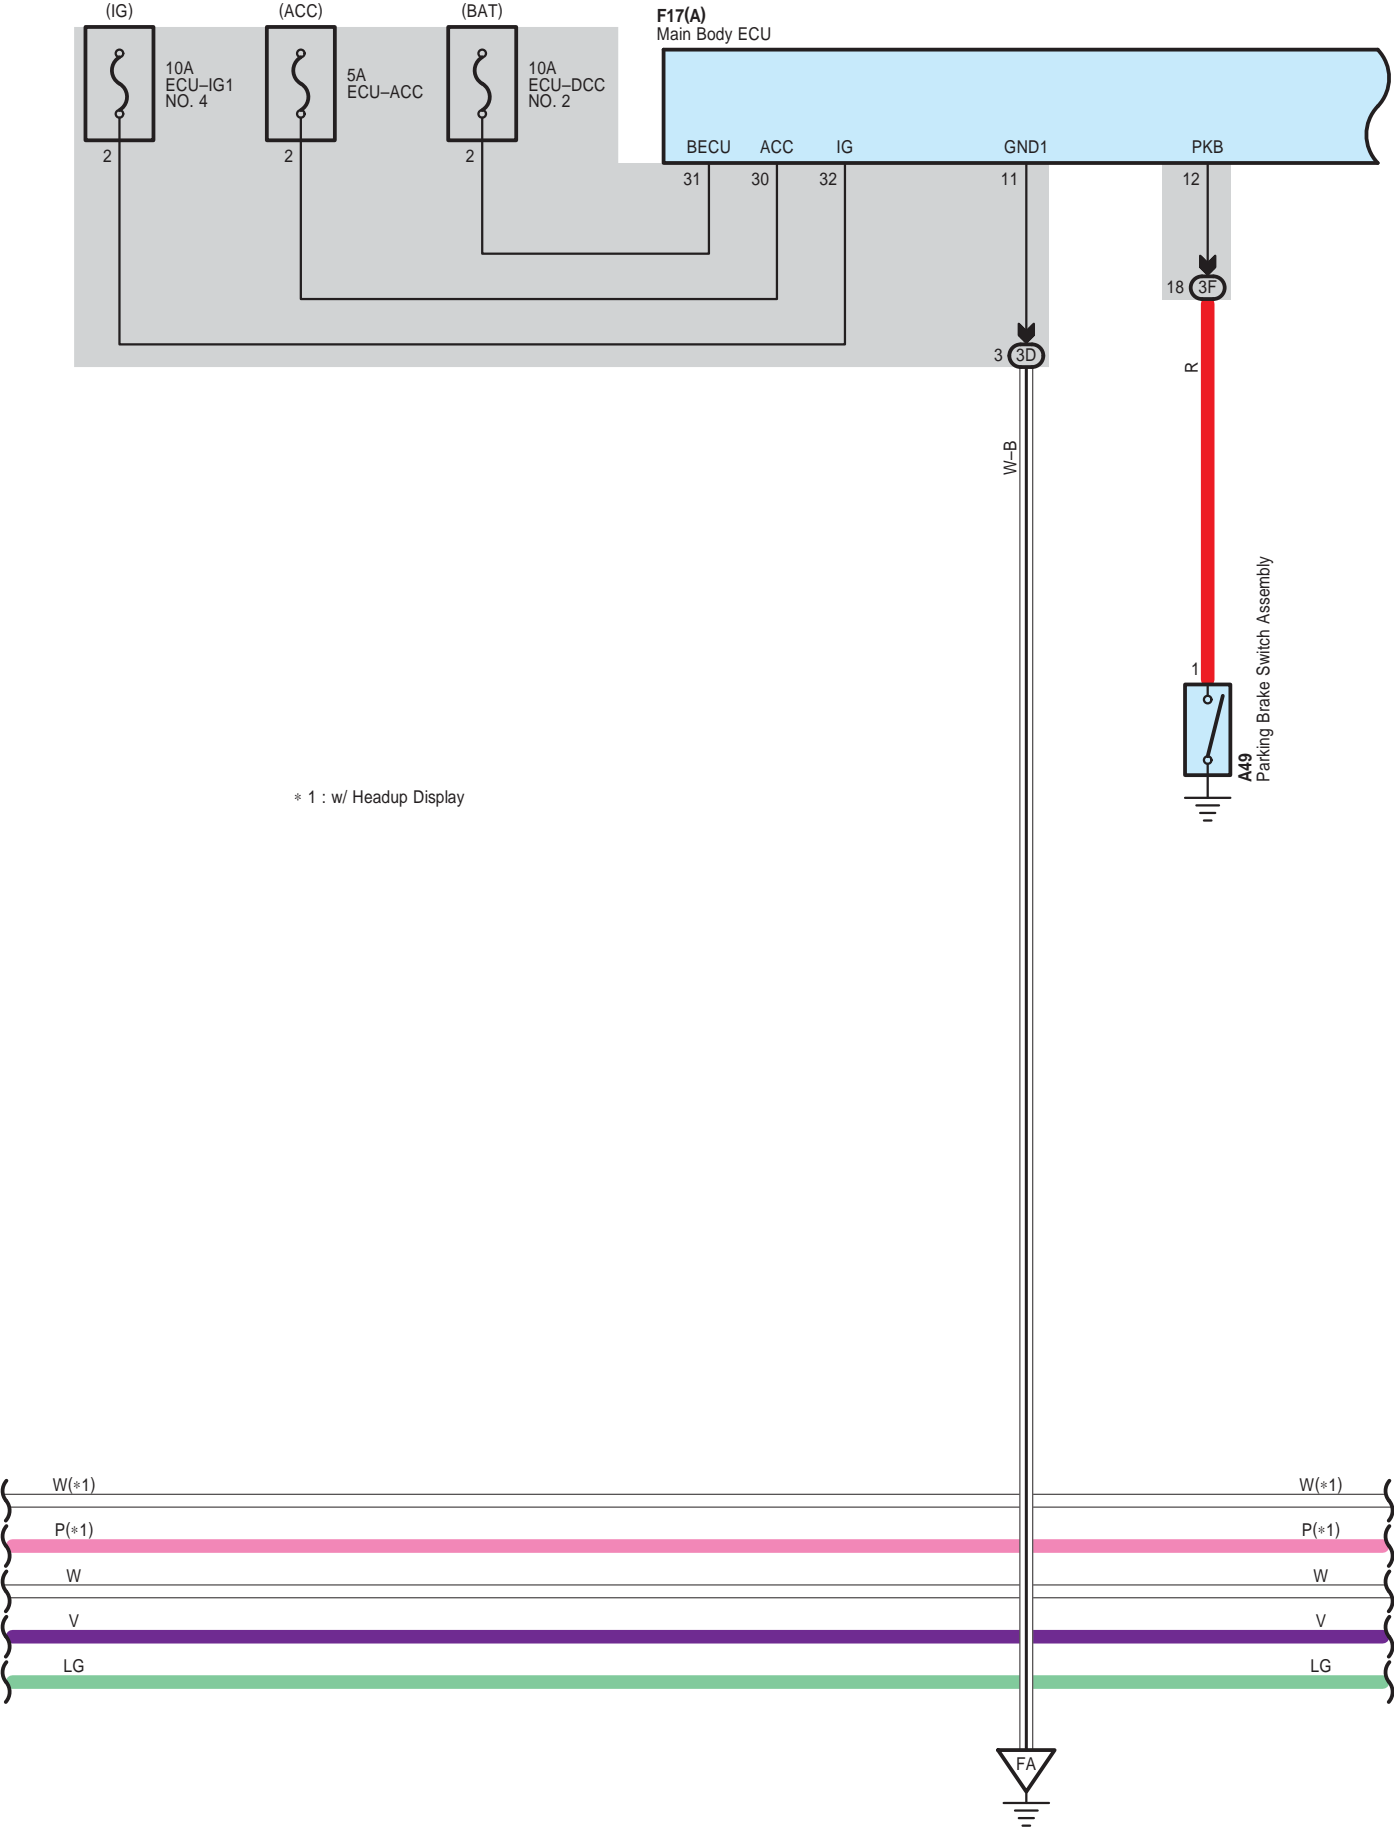 (IG)
(ACC)
(BAT)
F17(A)
Main Body ECU
10A
ECU–IG1
NO. 4
5A
ECU–ACC
10A
ECU–DCC
NO. 2
2
2
2
BECU
ACC
IG
GND1
PKB
31
30
32
11
12
18
3F
3
3D
R
W–B
1
A49
Parking Brake Switch Assembly
* 1 : w/ Headup Display
W(*1)
W(*1)
P(*1)
P(*1)
W
W
V
V
LG
LG
FA